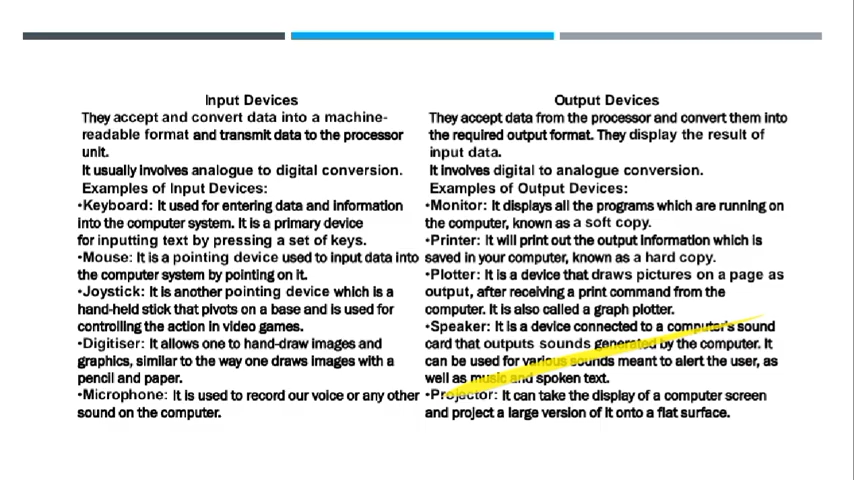 Input Devices
They accept and convert data into a machine-
readable format and transmit data to the processor
unit.
It usually involves analogue to digital conversion.
Examples of Input Devices:
•Keyboard: It used for entering data and information
into the computer system. It is a primary device
for inputting text by pressing a set of keys.
•Mouse: It is a pointing device used to input data into
the computer system by pointing on it.
•Joystick: It is another pointing device which is a
hand-held stick that pivots on a base and is used for
controlling the action in video games.
•Digitiser: It allows one to hand-draw images and
graphics, similar to the way one draws images with a
pencil and paper.
•Microphone: It is used to record our voice or any other
sound on the computer.
Output Devices
They accept data from the processor and convert them into
the required output format. They display the result of
input data.
It involves digital to analogue conversion.
Examples of Output Devices:
•Monitor: It displays all the programs which are running on
the computer, known as a soft copy.
•Printer: It will print out the output information which is
saved in your computer, known as a hard copy.
•Plotter: It is a device that draws pictures on a page as
output, after receiving a print command from the
computer. It is also called a graph plotter.
•Speaker: It is a device connected to a computer's sound
card that outputs sounds generated by the computer. It
can be used for various sounds meant to alert the user, as
well as music and spoken text.
•Projector: It can take the display of a computer screen
and project a large version of it onto a flat surface.